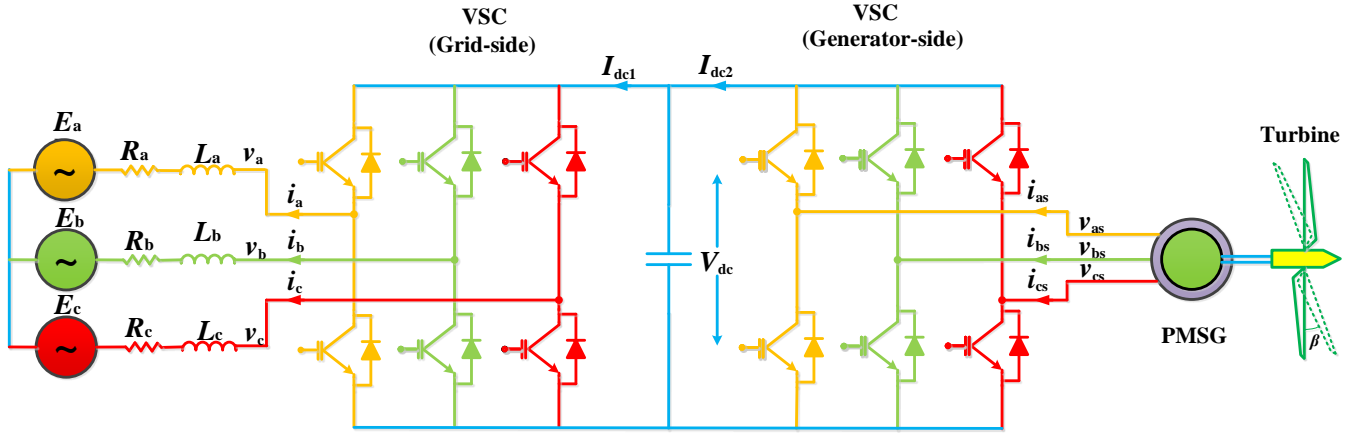 VSC
(Grid-side)
VSC
(Generator-side)
Idc1
Idc2
Ea
Ra
La
va
ia
Eb
Rb
Lb
vb
ib
Ec
Rc
Lc
vc
ic
~
~
~
Vdc
ias
ibs
ics
vas
vbs
vcs
PMSG
Turbine
β